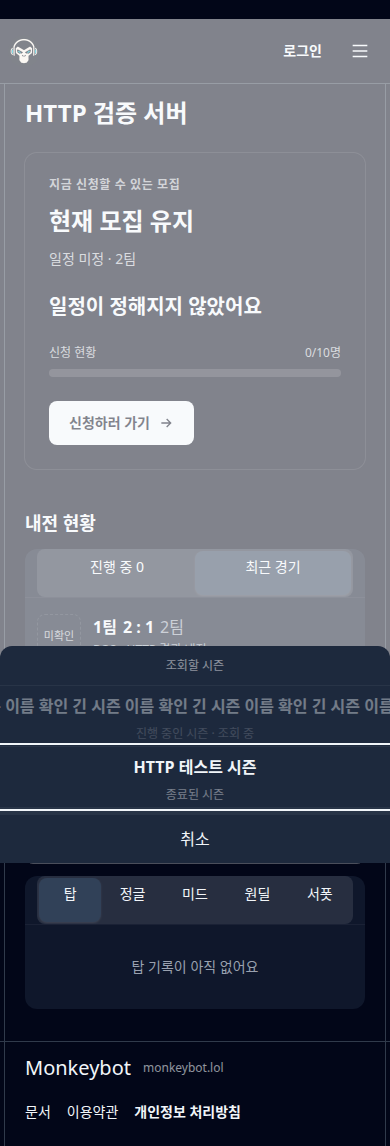 로그인
HTTP 검증 서버
지금 신청할 수 있는 모집
현재 모집 유지
일정 미정 · 2팀
일정이 정해지지 않았어요
신청 현황 0/10명
신청하러 가기 →
내전 현황
진행 중 0 최근 경기
미확인 1팀 2 : 1 2팀
조회할 시즌
이름 확인 긴 시즌 이름 확인 긴 시즌 이름 확인 긴 시즌 이름
진행 중인 시즌 · 조회 중
HTTP 테스트 시즌
종료된 시즌
취소
탑 정글 미드 원딜 서폿
탑 기록이 아직 없어요
Monkeybot monkeybot.lol
문서 이용약관 개인정보 처리방침